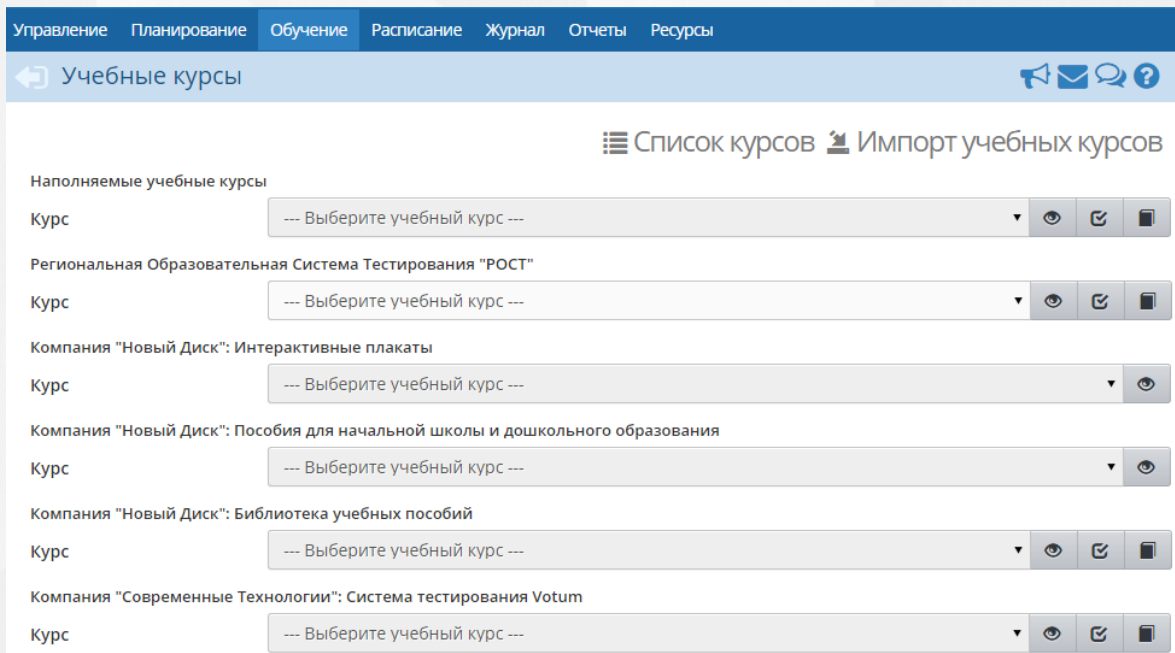 Управление Планирование Обучение Расписание Журнал Отчеты Ресурсы
Учебные курсы
Список курсов Импорт учебных курсов
Наполняемые учебные курсы
Курс --- Выберите учебный курс ---
Региональная Образовательная Система Тестирования "РОСТ"
Курс --- Выберите учебный курс ---
Компания "Новый Диск": Интерактивные плакаты
Курс --- Выберите учебный курс ---
Компания "Новый Диск": Пособия для начальной школы и дошкольного образования
Курс --- Выберите учебный курс ---
Компания "Новый Диск": Библиотека учебных пособий
Курс --- Выберите учебный курс ---
Компания "Современные Технологии": Система тестирования Votum
Курс --- Выберите учебный курс ---